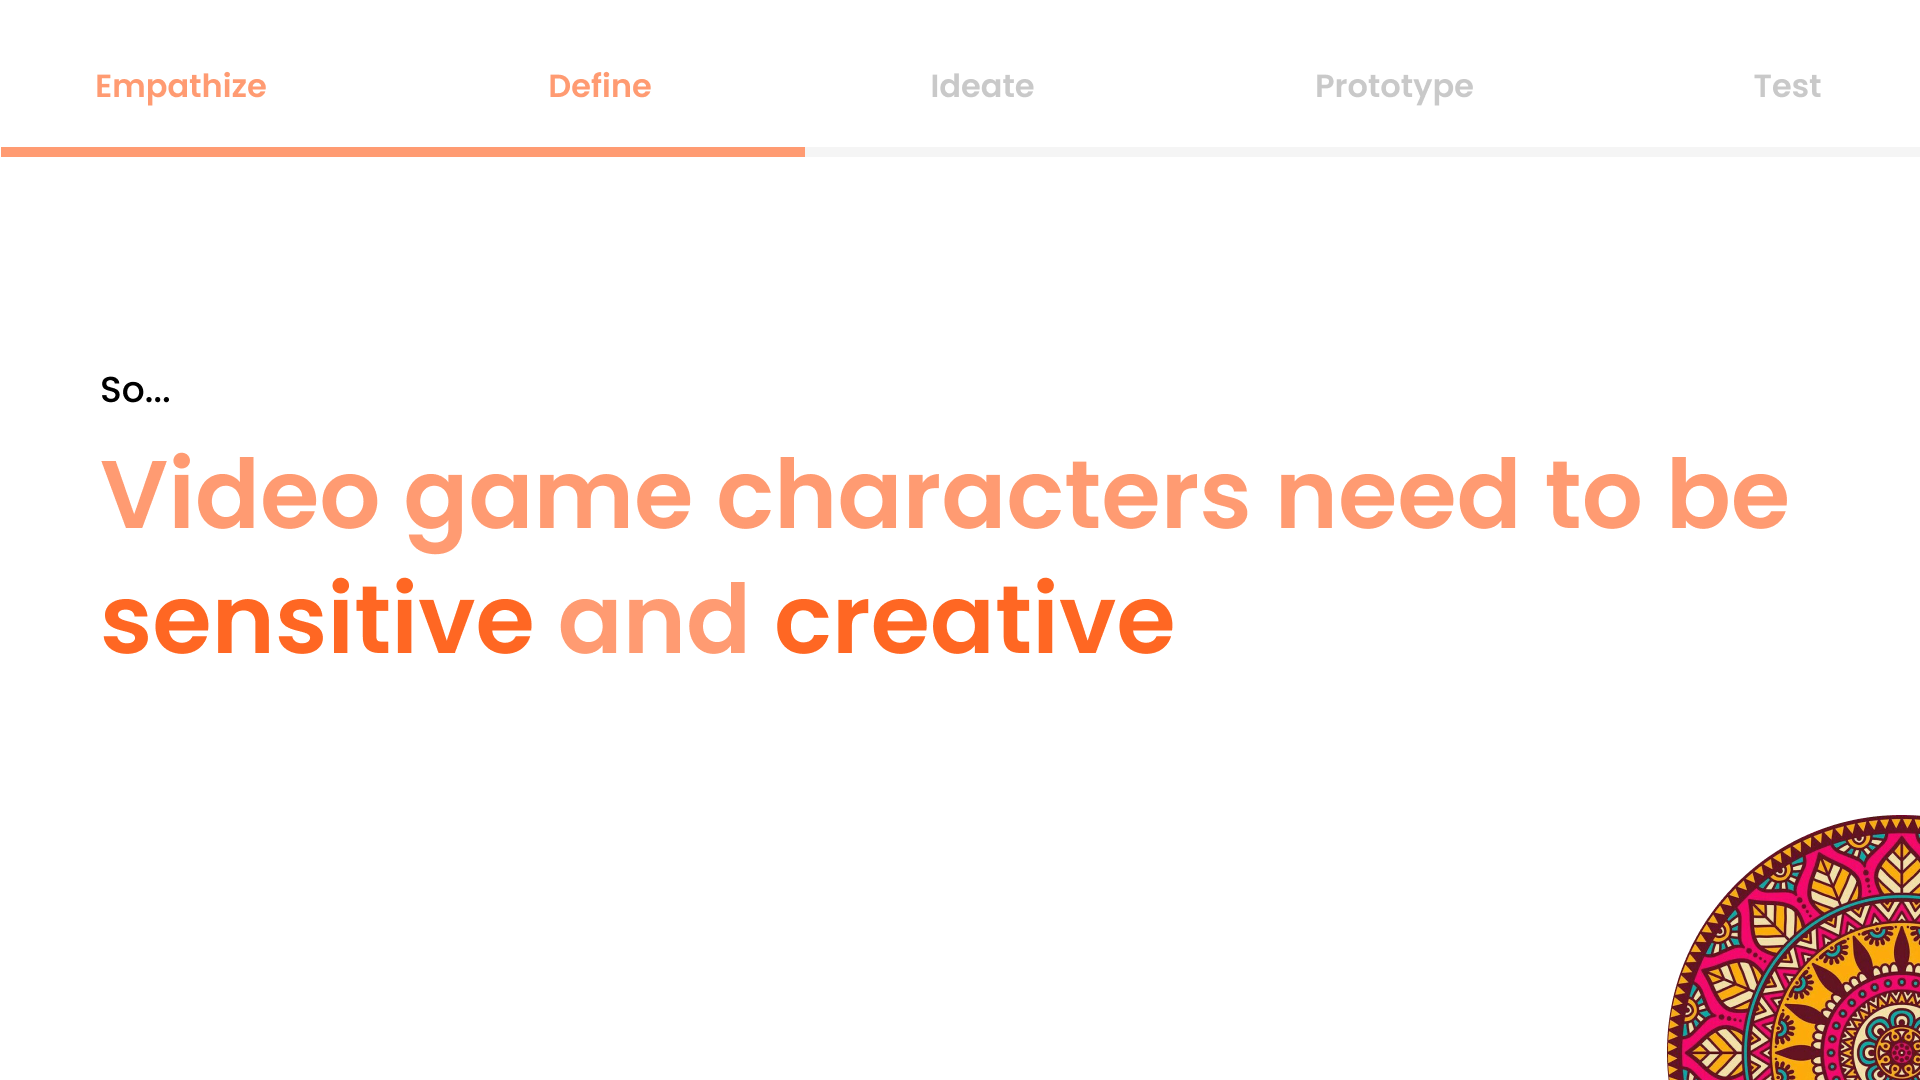 Empathize Define Ideate Prototype Test
So...
Video game characters need to be
sensitive and creative